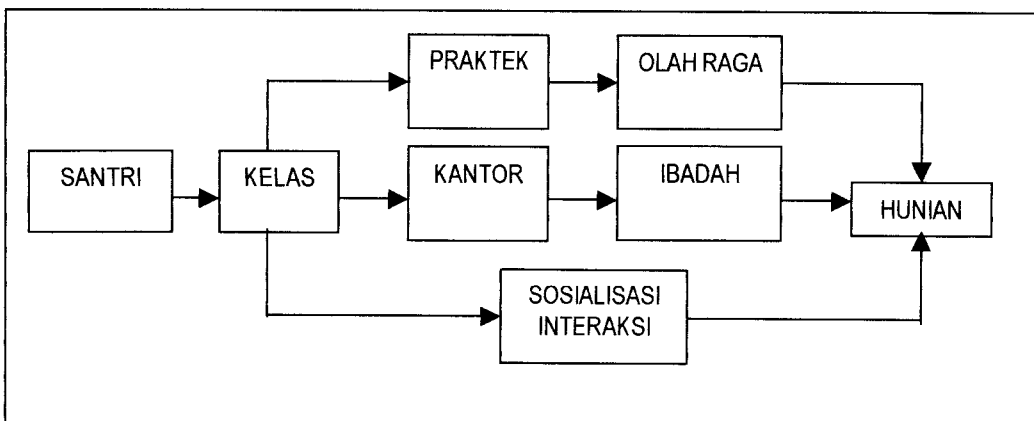 PRAKTEK
OLAH RAGA
SANTRI
KELAS
KANTOR
IBADAH
HUNIAN
SOSIALISASI
INTERAKSI